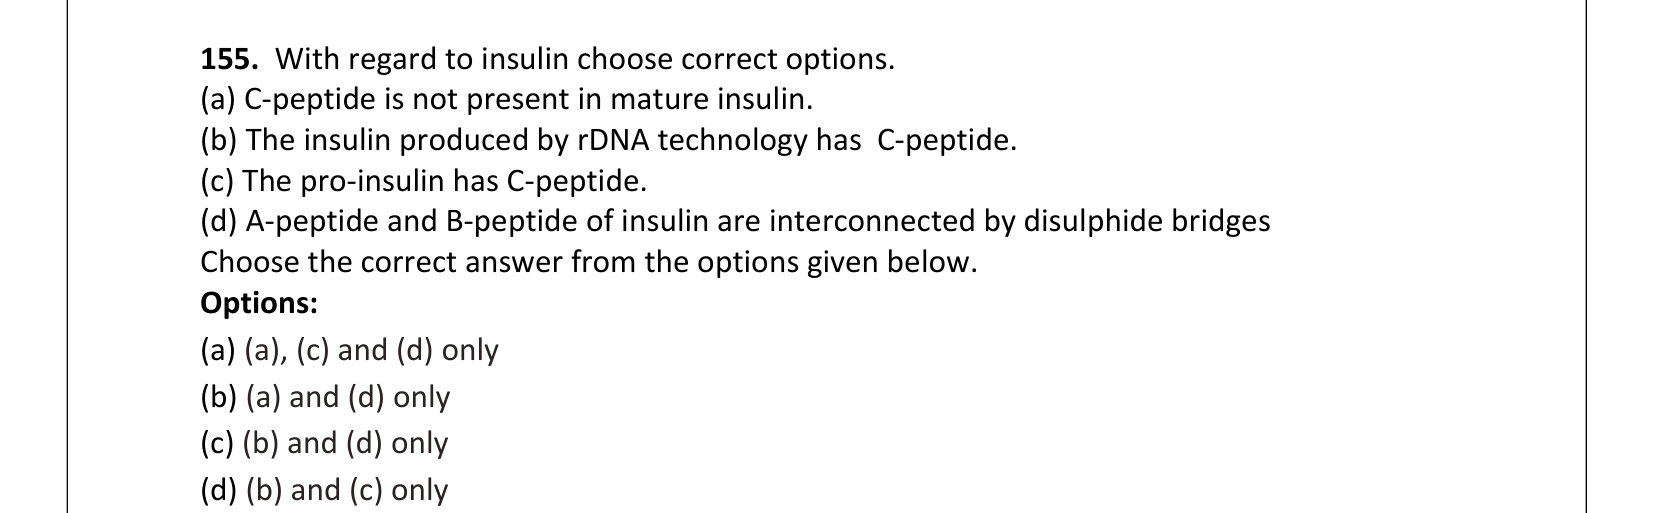 155. With regard to insulin choose correct options.
(a) C-peptide is not present in mature insulin.
(b) The insulin produced by rDNA technology has C-peptide.
(c) The pro-insulin has C-peptide.
(d) A-peptide and B-peptide of insulin are interconnected by disulphide bridges
Choose the correct answer from the options given below.
Options:
(a) (a), (c) and (d) only
(b) (a) and (d) only
(c) (b) and (d) only
(d) (b) and (c) only